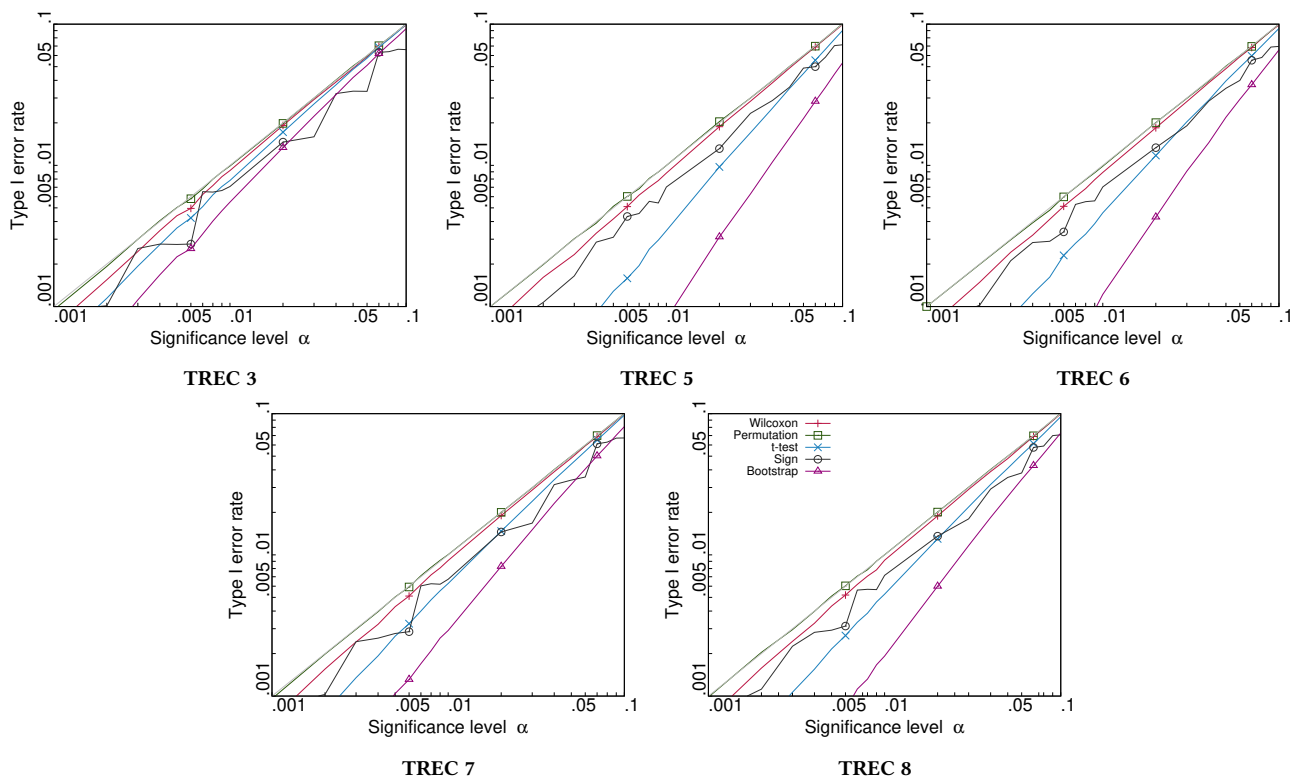 .1
.05
.01
.005
.001
Type I error rate
.001 .005 .01 .05 .1
Significance level α
TREC 3
.1
.05
.01
.005
.001
Type I error rate
.001 .005 .01 .05 .1
Significance level α
TREC 5
.1
.05
.01
.005
.001
Type I error rate
.001 .005 .01 .05 .1
Significance level α
TREC 6
.1
.05
.01
.005
.001
Type I error rate
.001 .005 .01 .05 .1
Significance level α
TREC 7
.1
.05
.01
.005
.001
Type I error rate
Wilcoxon
Permutation
t-test
Sign
Bootstrap
.001 .005 .01 .05 .1
Significance level α
TREC 8